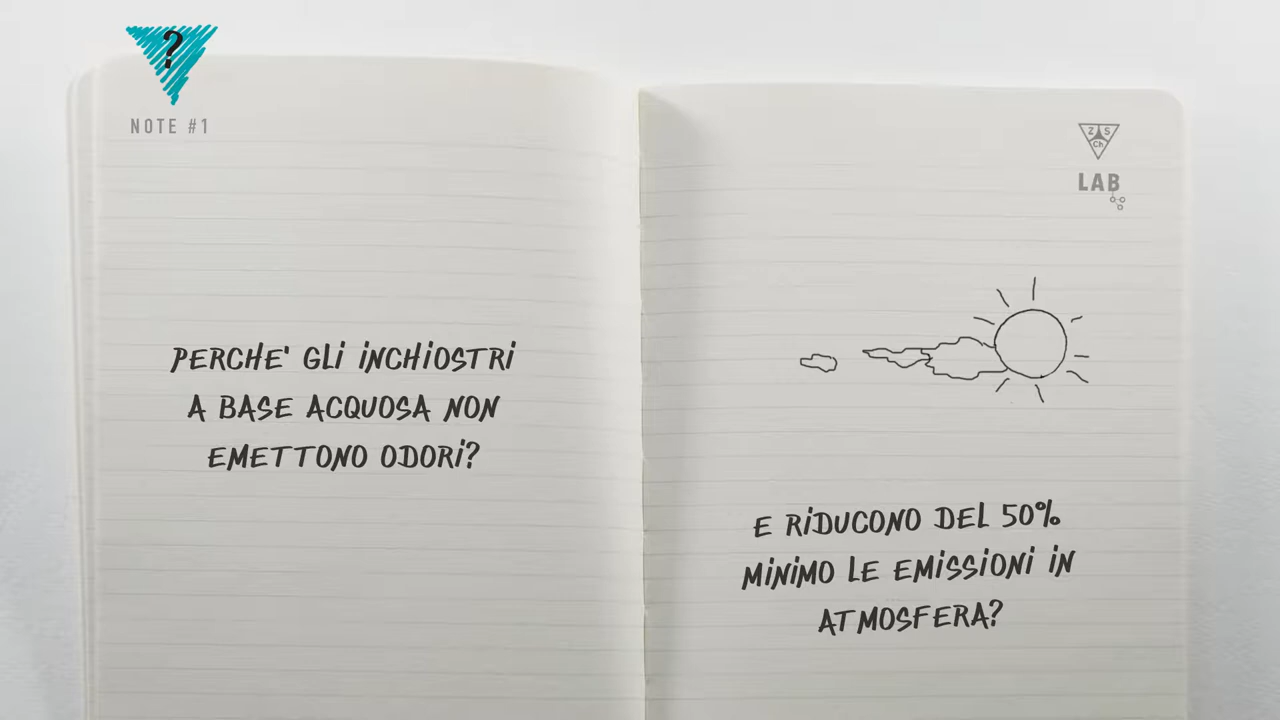 ?
NOTE #1
PERCHE' GLI INCHIOSTRI
A BASE ACQUOSA NON
EMETTONO ODORI?
Z S
Ch
LAB
E RIDUCONO DEL 50%
MINIMO LE EMISSIONI IN
ATMOSFERA?